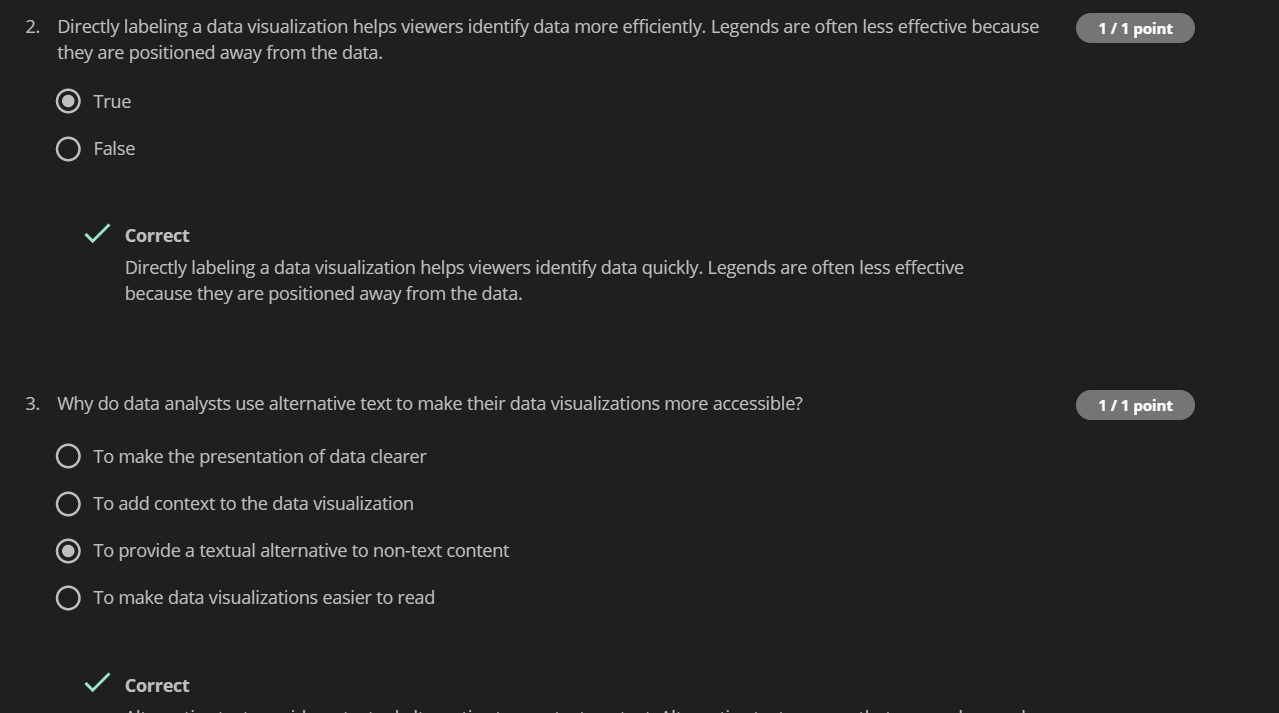 2. Directly labeling a data visualization helps viewers identify data more efficiently. Legends are often less effective because
they are positioned away from the data.
1 / 1 point
True
False
Correct
Directly labeling a data visualization helps viewers identify data quickly. Legends are often less effective
because they are positioned away from the data.
3. Why do data analysts use alternative text to make their data visualizations more accessible?
1 / 1 point
To make the presentation of data clearer
To add context to the data visualization
To provide a textual alternative to non-text content
To make data visualizations easier to read
Correct